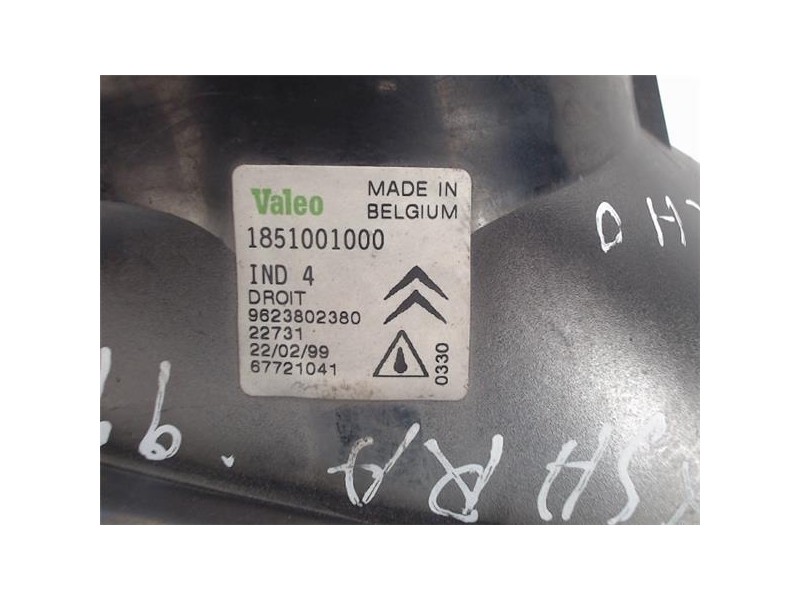 Valeo
MADE IN
BELGIUM
1851001000
IND 4
DROIT
9623802380
22731
22/02/99
67721041
0330